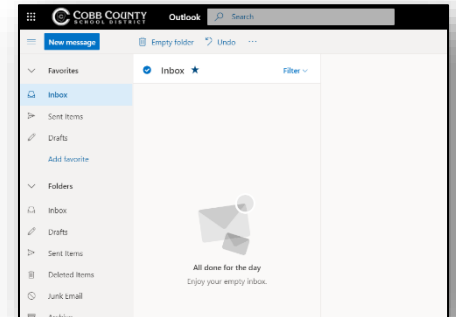 COBB COUNTY
SCHOOL DISTRICT
Outlook
Search
New message
Empty folder
Undo
...
Favorites
Inbox
Filter
Inbox
Sent Items
Drafts
Add favorite
Folders
Inbox
Drafts
Sent Items
Deleted Items
Junk Email
Archive
All done for the day
Enjoy your empty inbox.